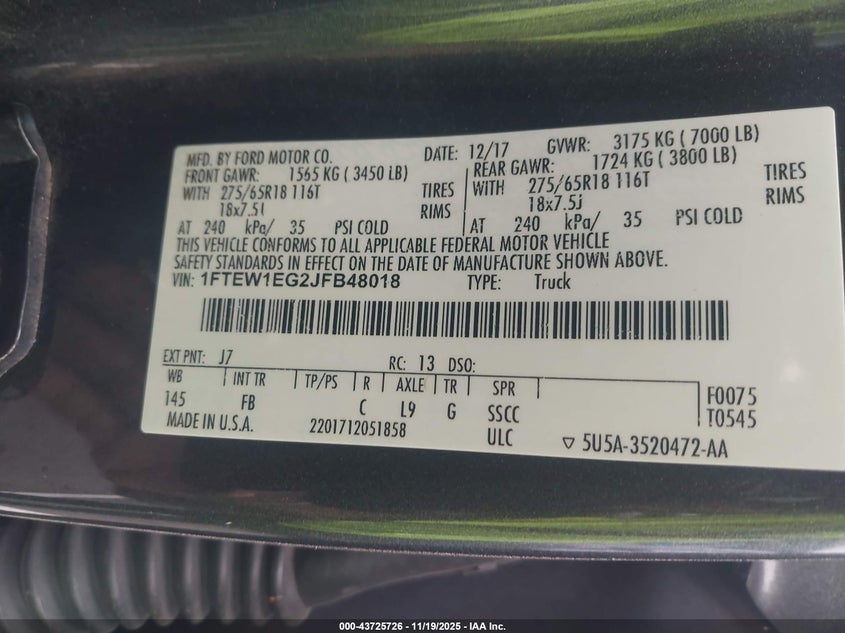 MFD. BY FORD MOTOR CO. DATE: 12/17 GVWR: 3175 KG ( 7000 LB)
FRONT GAWR: 1565 KG ( 3450 LB) REAR GAWR: 1724 KG ( 3800 LB)
WITH 275/65R18 116T TIRES WITH 275/65R18 116T TIRES
18x7.5J RIMS 18x7.5j RIMS
AT 240 kPa/ 35 PSI COLD AT 240 kPa/ 35 PSI COLD
THIS VEHICLE CONFORMS TO ALL APPLICABLE FEDERAL MOTOR VEHICLE
SAFETY STANDARDS IN EFFECT ON THE DATE OF MANUFACTURE SHOWN ABOVE.
VIN: 1FTEW1EG2JFB48018 TYPE: Truck
EXT PNT: J7 RC: 13 DSO:
WB INT TR TP/PS R AXLE TR SPR F0075
145 FB C L9 G SSCC T0545
MADE IN U.S.A. 2201712051858 ULC ▽ 5U5A-3520472-AA
000-43725726 - 11/19/2025 - IAA Inc.